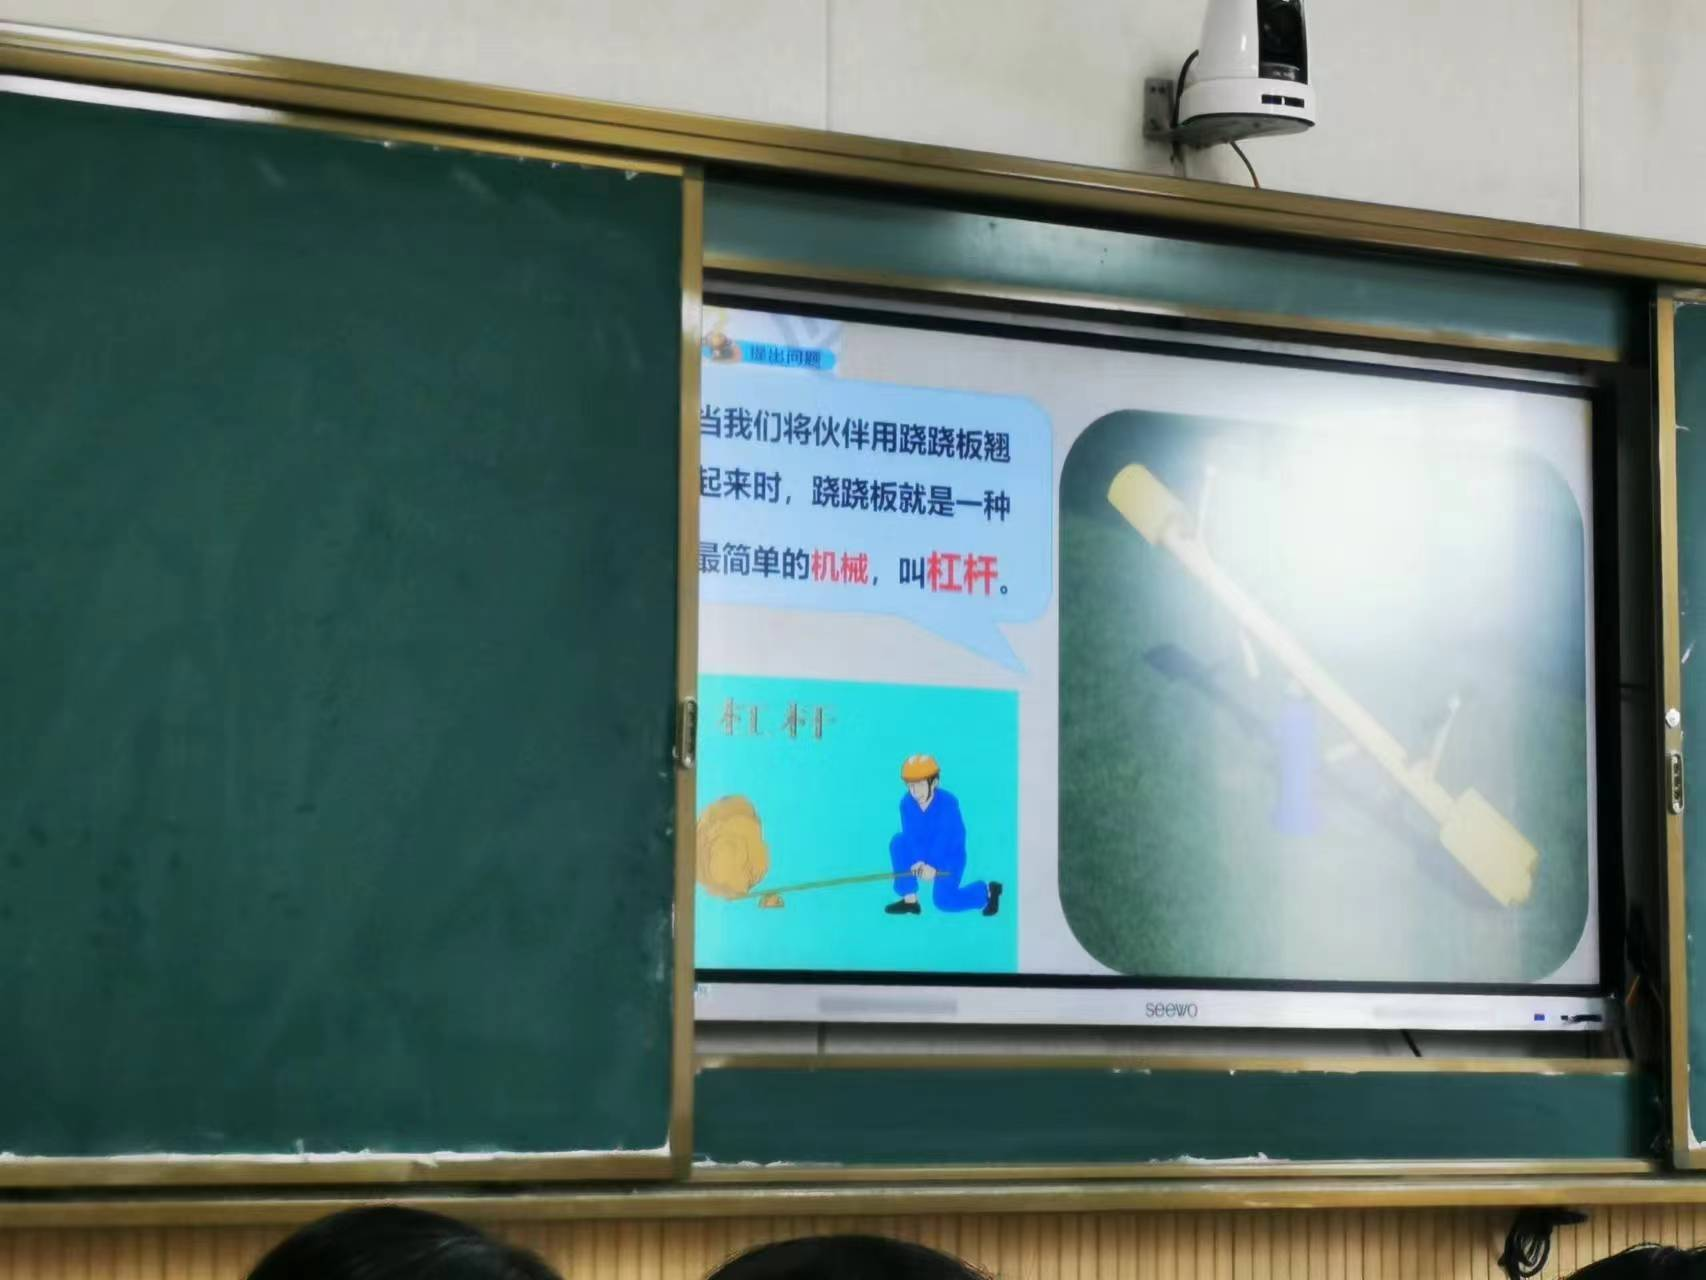 提出问题
当我们将伙伴用跷跷板翘
起来时，跷跷板就是一种
最简单的机械，叫杠杆。
杠杆
seewo